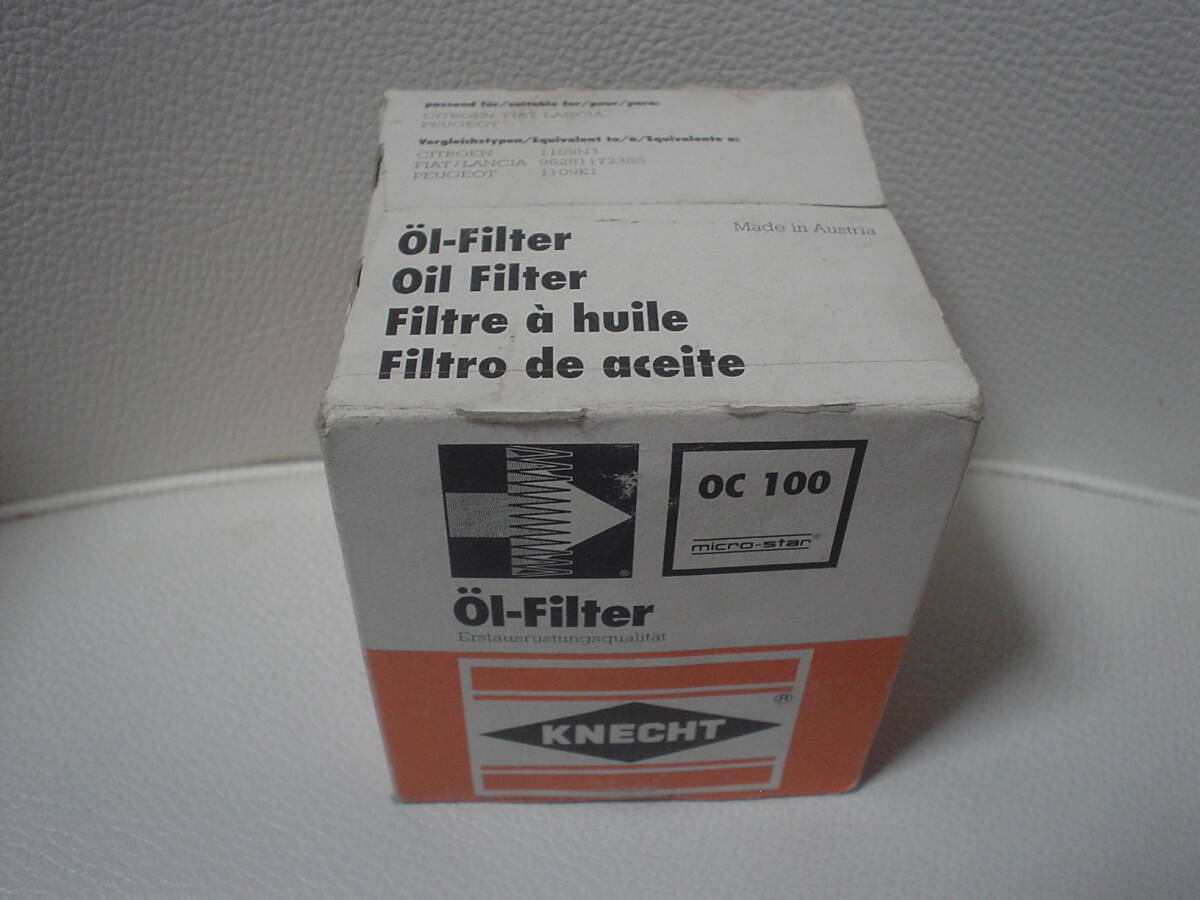 passend für/suitable for/pour/para:
CITROEN FIAT LANCIA
PEUGEOT
Vergleichstypen/Equivalent to/à/Equivalente a:
CITROEN 1109N3
FIAT/LANCIA 96281173380
PEUGEOT 1109K1
Öl-Filter
Made in Austria
Oil Filter
Filtre à huile
Filtro de aceite
OC 100
micro-star®
®
Öl-Filter
Erstausrüstungsqualität
®
KNECHT